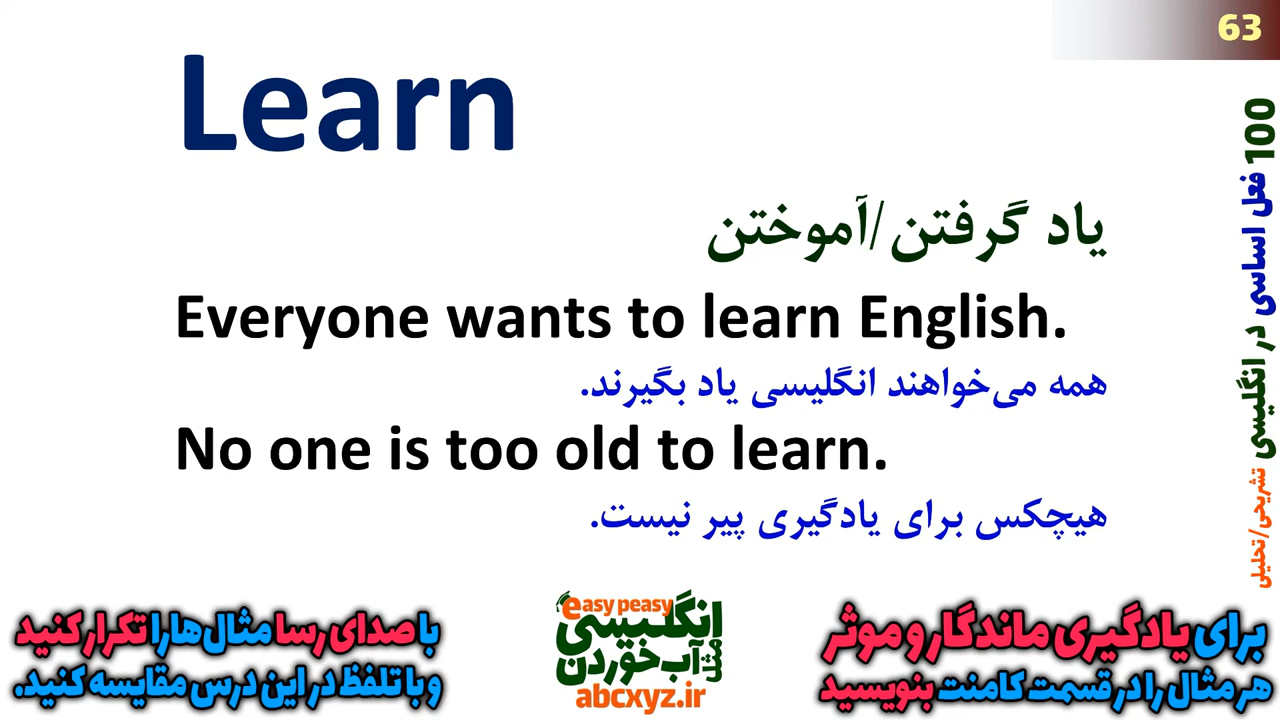 63
Learn
یاد گرفتن/آموختن
Everyone wants to learn English.
همه می‌خواهند انگلیسی یاد بگیرند.
No one is too old to learn.
هیچکس برای یادگیری پیر نیست.
100 فعل اساسی در انگلیسی تشریحی/تحلیلی
برای یادگیری ماندگار و موثر
هر مثال را در قسمت کامنت بنویسید
easy peasy
انگلیسی
مثل آب خوردن
abcxyz.ir
با صدای رسا مثال‌ها را تکرار کنید
و با تلفظ در این درس مقایسه کنید.